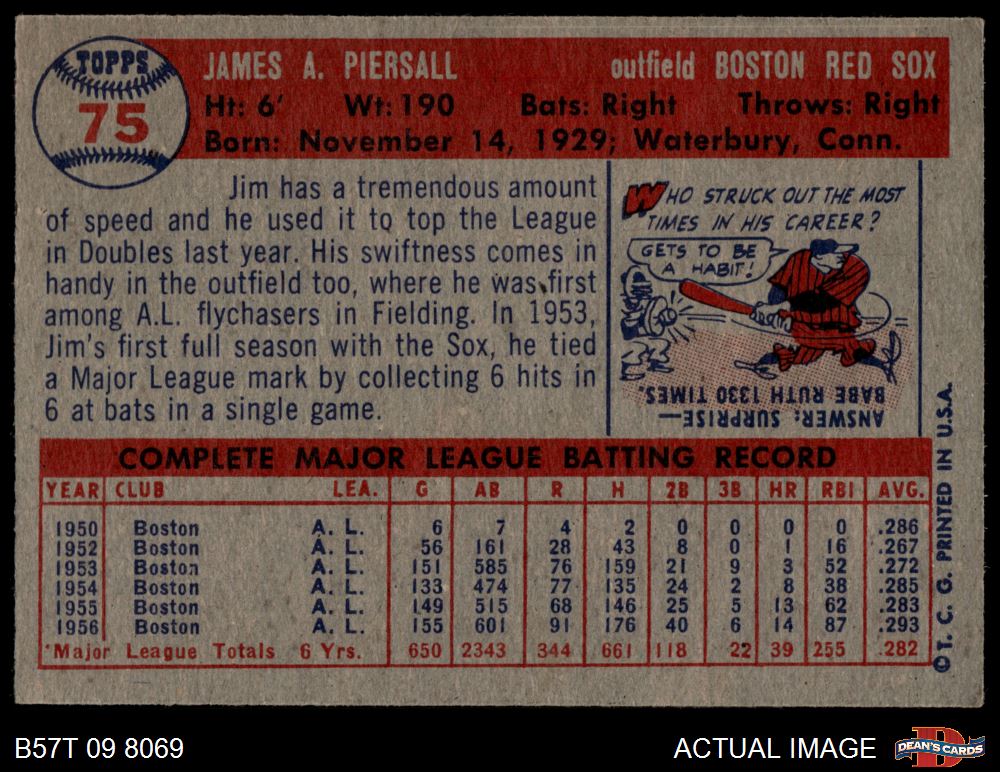 TOPPS
75
JAMES A. PIERSALL outfield BOSTON RED SOX
Ht: 6' Wt: 190 Bats: Right Throws: Right
Born: November 14, 1929; Waterbury, Conn.
Jim has a tremendous amount
of speed and he used it to top the League
in Doubles last year. His swiftness comes in
handy in the outfield too, where he was first
among A.L. flychasers in Fielding. In 1953,
Jim's first full season with the Sox, he tied
a Major League mark by collecting 6 hits in
6 at bats in a single game.
WHO STRUCK OUT THE MOST
TIMES IN HIS CAREER?
GETS TO BE
A HABIT!
ANSWER: SURPRISE—
BABE RUTH 1330 TIMES.
COMPLETE MAJOR LEAGUE BATTING RECORD
YEAR CLUB LEA. G AB R H 2B 3B HR RBI AVG.
1950 Boston A. L. 6 7 4 2 0 0 0 0 .286
1952 Boston A. L. 56 161 28 43 8 0 1 16 .267
1953 Boston A. L. 151 585 76 159 21 9 3 52 .272
1954 Boston A. L. 133 474 77 135 24 2 8 38 .285
1955 Boston A. L. 149 515 68 146 25 5 13 62 .283
1956 Boston A. L. 155 601 91 176 40 6 14 87 .293
*Major League Totals 6 Yrs. 650 2343 344 661 118 22 39 255 .282
© T. C. G. PRINTED IN U.S.A.
B57T 09 8069 ACTUAL IMAGE DEAN'S CARDS